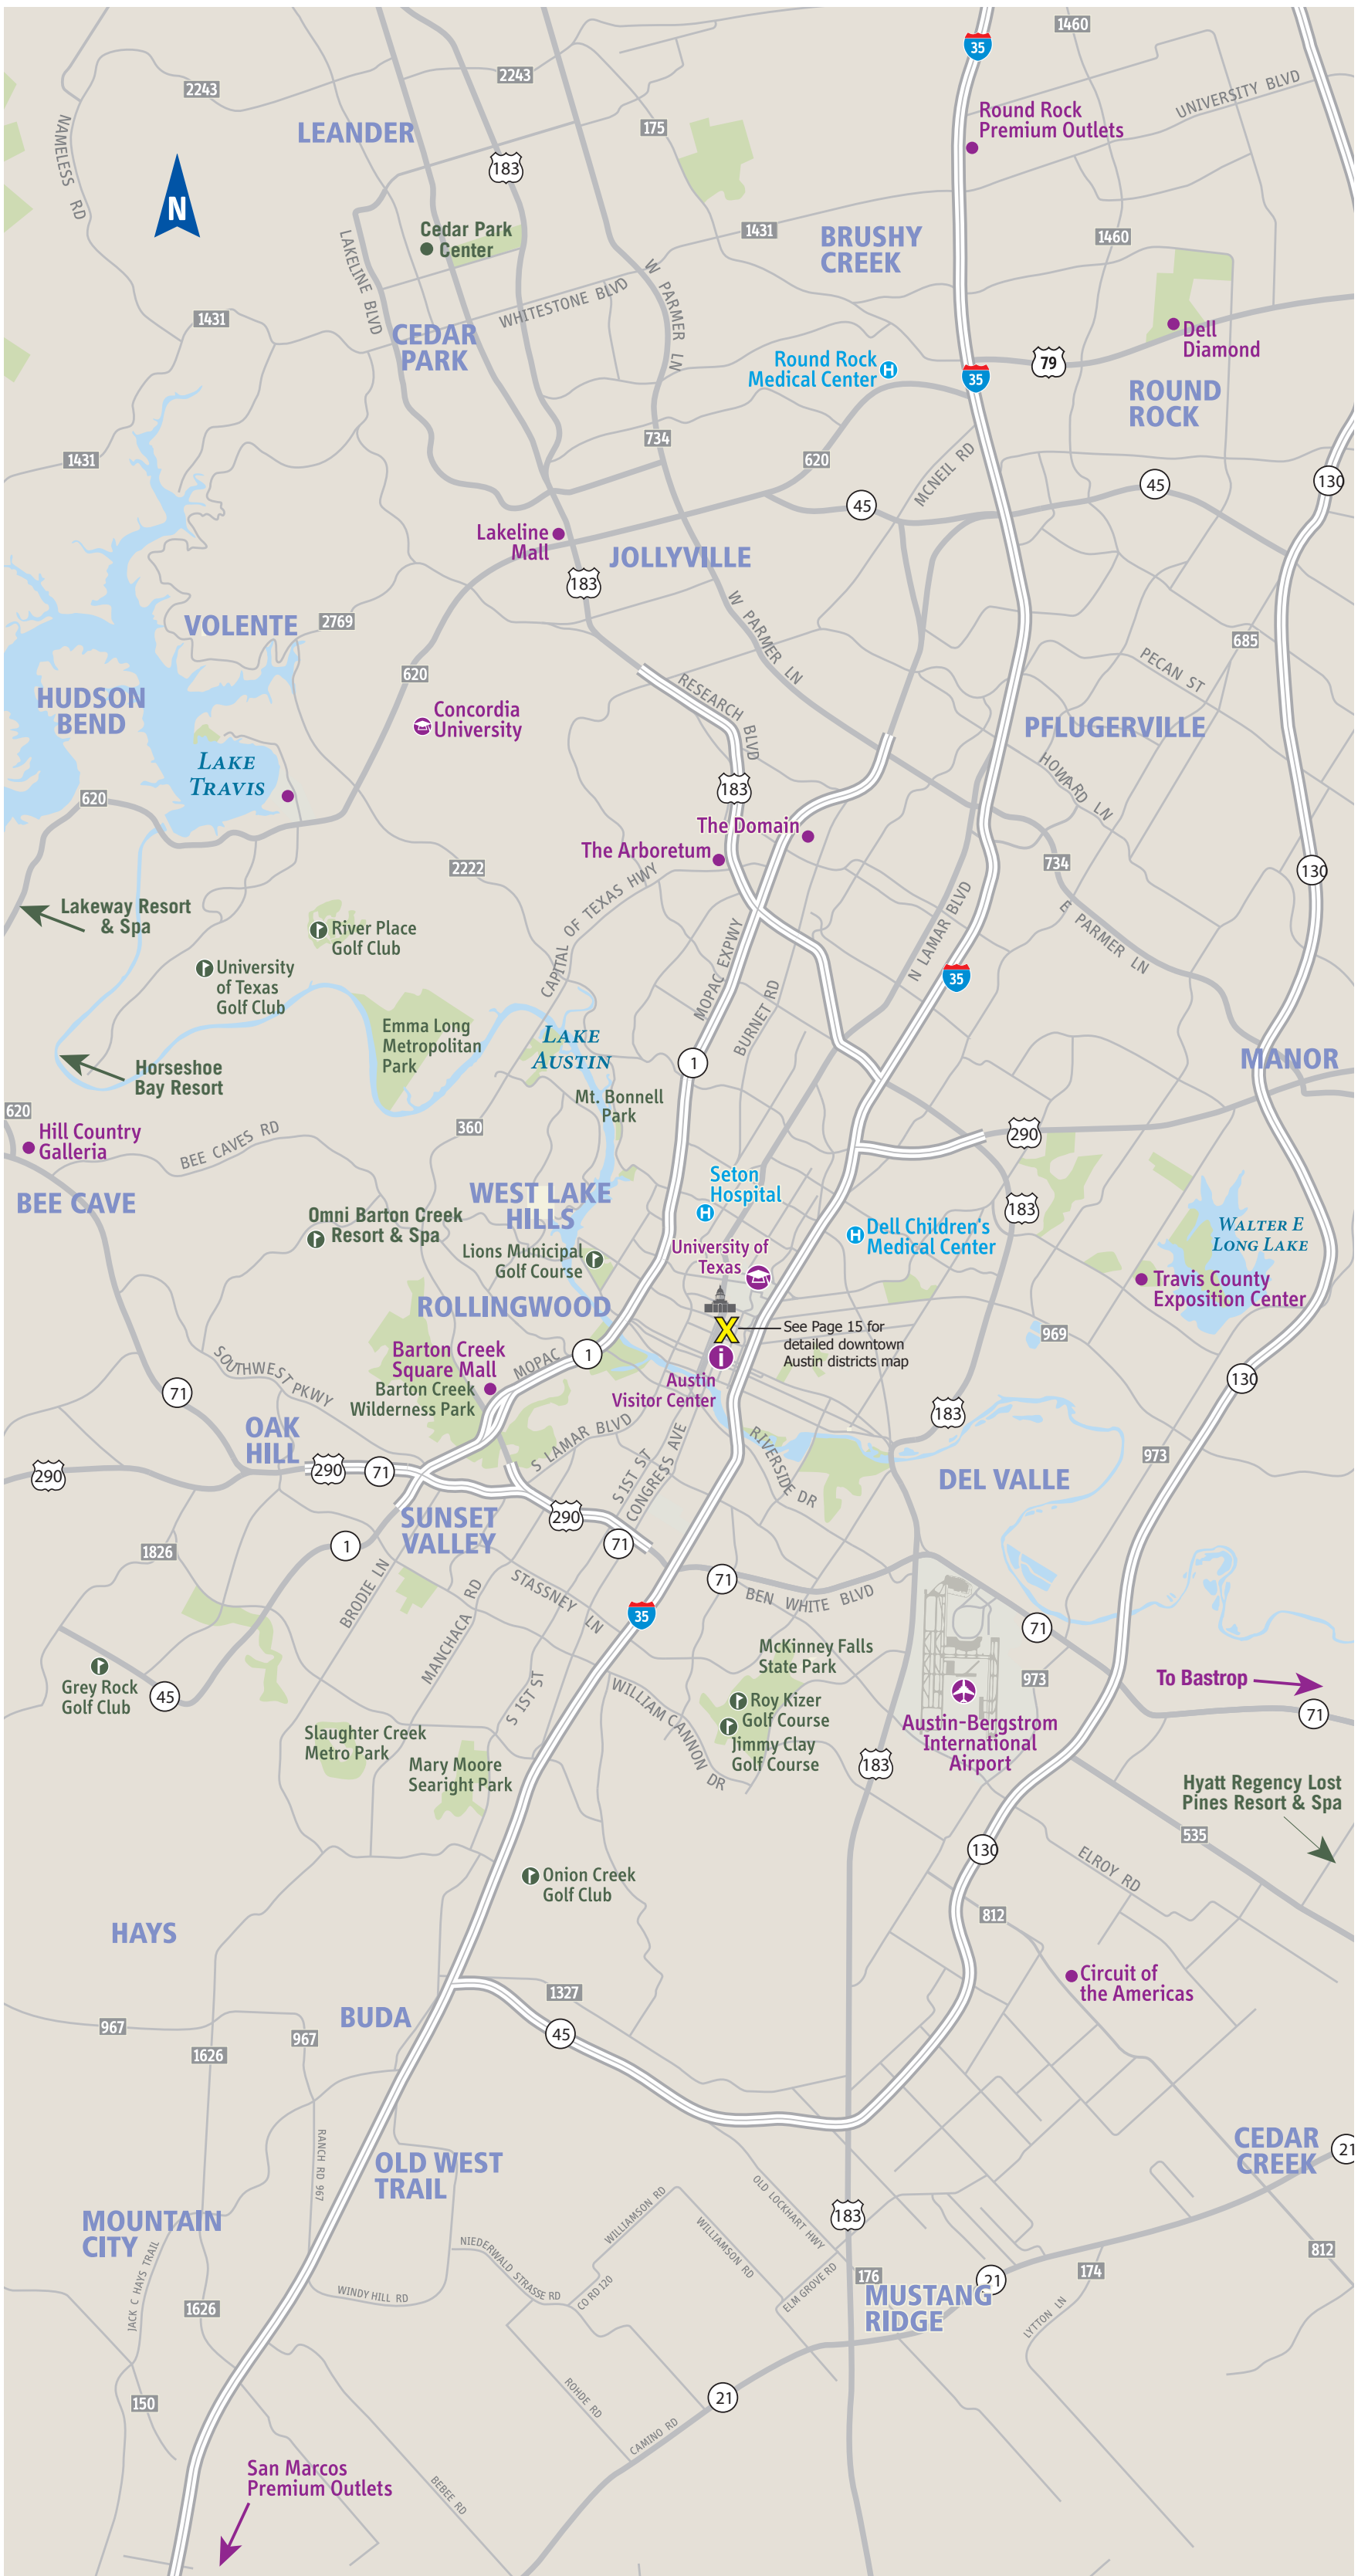 35
1460
2243
2243
UNIVERSITY BLVD
Round Rock
Premium Outlets
NAMELESS RD
LEANDER
175
183
N
Cedar Park
Center
1431
BRUSHY
CREEK
1460
LAKELINE BLVD
W PARMER LN
WHITESTONE BLVD
1431
CEDAR
PARK
Dell
Diamond
Round Rock
Medical Center
H
79
35
ROUND
ROCK
734
1431
620
MCNEIL RD
45
45
130
Lakeline
Mall
JOLLYVILLE
183
W PARMER LN
VOLENTE
2769
685
PECAN ST
620
HUDSON
BEND
RESEARCH BLVD
Concordia
University
PFLUGERVILLE
LAKE
TRAVIS
HOWARD LN
183
620
The Domain
The Arboretum
2222
734
130
CAPITAL OF TEXAS HWY
N LAMAR BLVD
E PARMER LN
Lakeway Resort
& Spa
River Place
Golf Club
MOPAC EXPWY
University
of Texas
Golf Club
35
BURNET RD
Emma Long
Metropolitan
Park
LAKE
AUSTIN
1
MANOR
Horseshoe
Bay Resort
Mt. Bonnell
Park
620
360
290
Hill Country
Galleria
BEE CAVES RD
Seton
Hospital
H
BEE CAVE
WEST LAKE
HILLS
183
Omni Barton Creek
Resort & Spa
H
Dell Children's
Medical Center
WALTER E
LONG LAKE
Lions Municipal
Golf Course
University of
Texas
Travis County
Exposition Center
ROLLINGWOOD
X
See Page 15 for
detailed downtown
Austin districts map
969
i
Austin
Visitor Center
1
MOPAC
Barton Creek
Square Mall
Barton Creek
Wilderness Park
SOUTHWEST PKWY
71
130
183
OAK
HILL
S LAMAR BLVD
RIVERSIDE DR
973
290
290
71
S 1ST ST
CONGRESS AVE
DEL VALLE
SUNSET
VALLEY
290
71
1
1826
BRODIE LN
MANCHACA RD
STASSNEY LN
71
BEN WHITE BLVD
35
71
McKinney Falls
State Park
Grey Rock
Golf Club
45
973
To Bastrop
71
S 1ST ST
WILLIAM CANNON DR
Roy Kizer
Golf Course
Jimmy Clay
Golf Course
Austin-Bergstrom
International
Airport
Slaughter Creek
Metro Park
Mary Moore
Searight Park
183
Hyatt Regency Lost
Pines Resort & Spa
535
130
ELROY RD
Onion Creek
Golf Club
812
HAYS
Circuit of
the Americas
1327
BUDA
967
967
1626
45
CEDAR
CREEK
21
RANCH RD 967
OLD WEST
TRAIL
OLD LOCKHART HWY
WILLIAMSON RD
WILLIAMSON RD
183
MOUNTAIN
CITY
812
JACK C HAYS TRAIL
NIEDERWALD STRASSE RD
CO RD 120
ELM GROVE RD
176
174
21
MUSTANG
RIDGE
WINDY HILL RD
1626
LYTTON LN
150
ROHDE RD
21
CAMINO RD
San Marcos
Premium Outlets
BEBEE RD